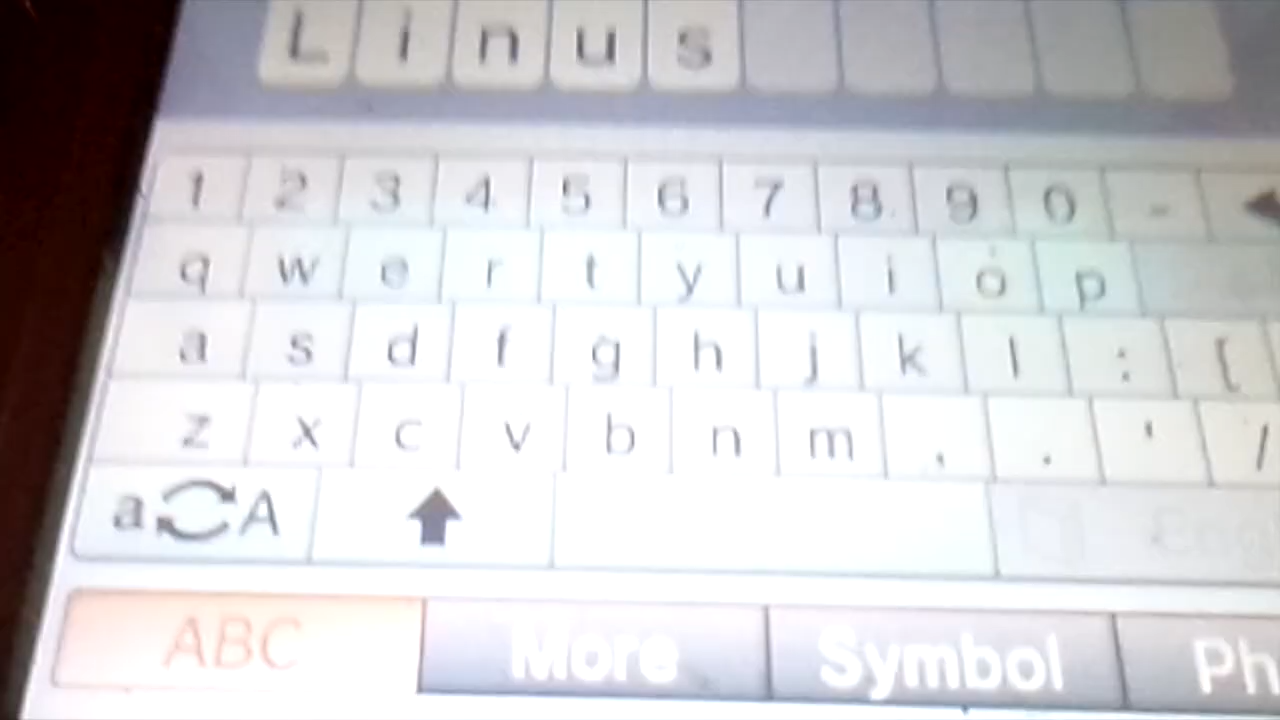 Linus
1 2 3 4 5 6 7 8 9 0 -
q w e r t y u i o p
a s d f g h j k l : [
z x c v b n m , . ' /
a A
ABC More Symbol